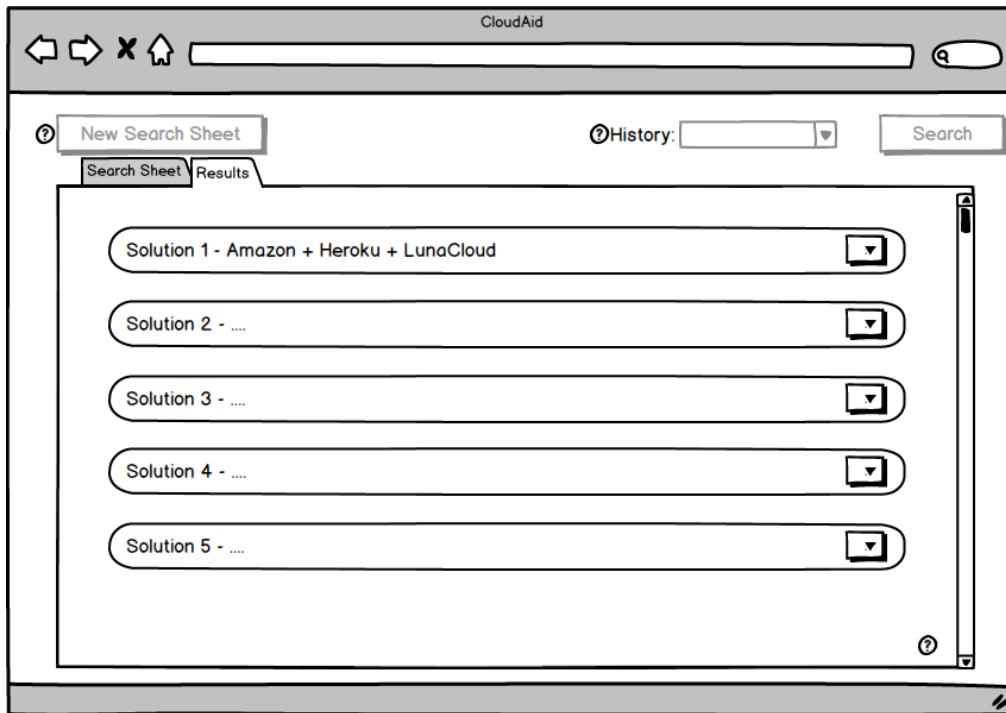 CloudAid
New Search Sheet
?History:
Search
Search Sheet
Results
Solution 1 - Amazon + Heroku + LunaCloud
Solution 2 - ....
Solution 3 - ....
Solution 4 - ....
Solution 5 - ....